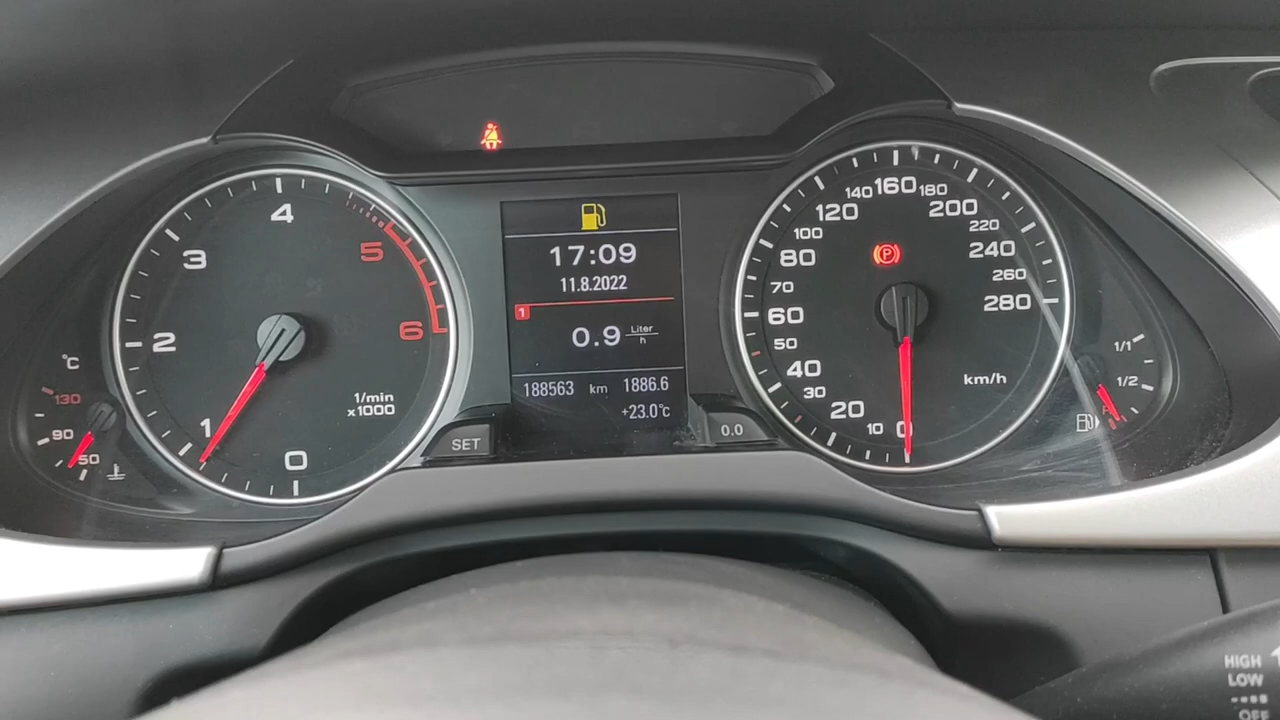 4
3
5
2
6
1
0
1/min
x1000
°C
130
90
50
17:09
11.8.2022
1
0.9 Liter/h
188563 km 1886.6
+23.0°C
SET
0.0
140 160 180
120 200
100 220
80 240
70 260
60 280
50
40
30
20
10 0
km/h
P
1/1
1/2
HIGH
LOW
OFF